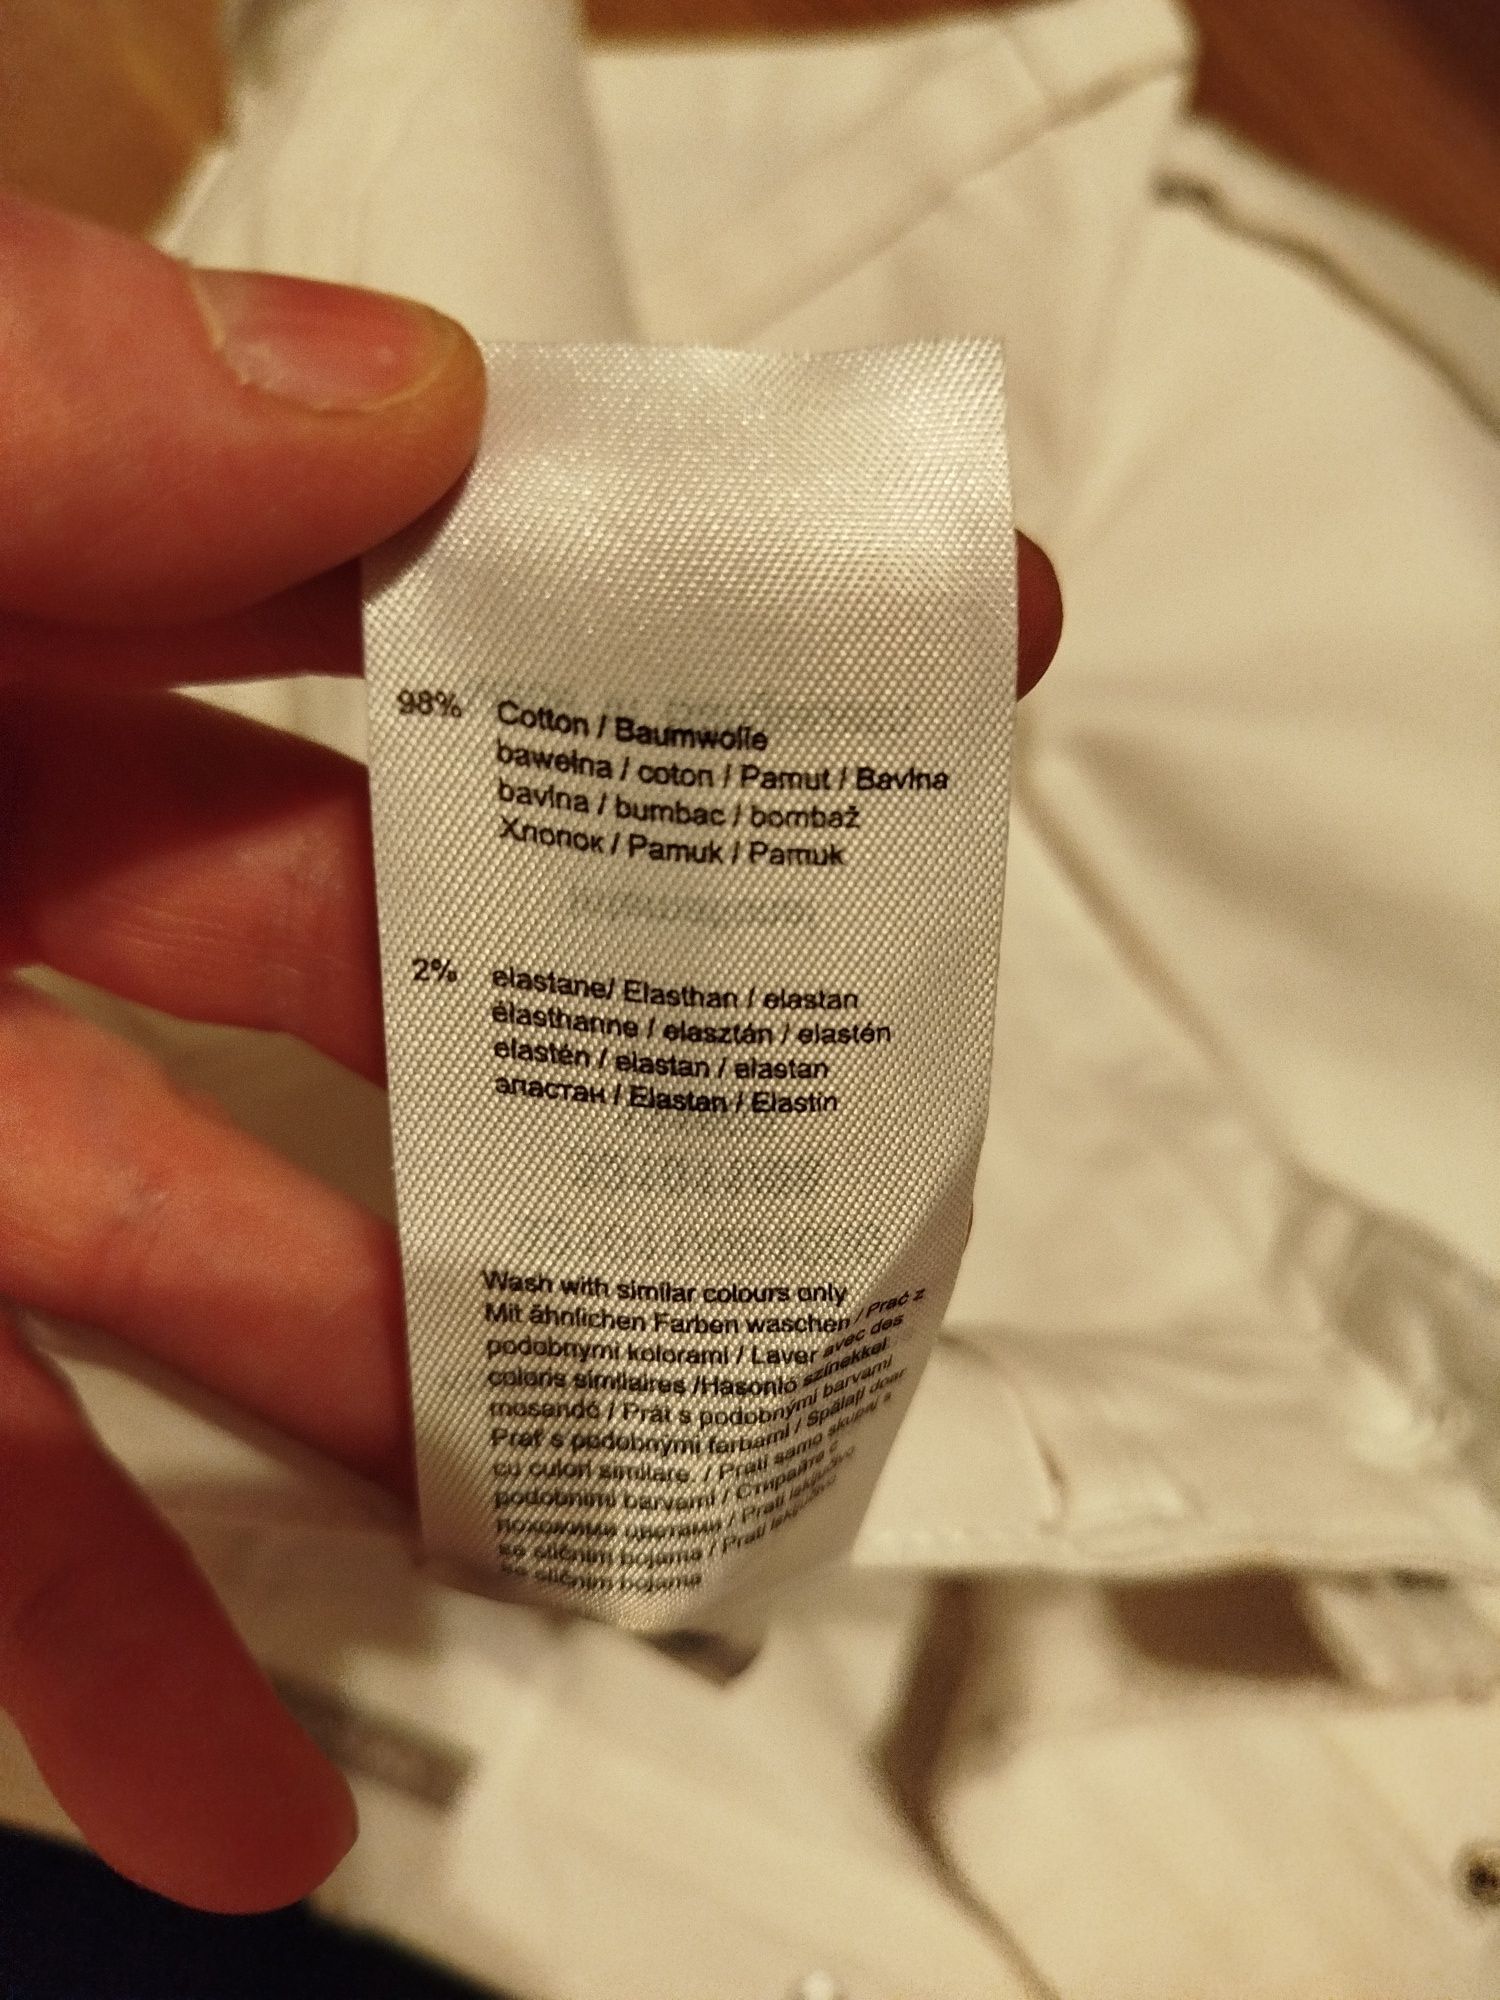 98% Cotton / Baumwolle
bawełna / coton / Pamut / Bavlna
bavlna / bumbac / bombaž
Хлопок / Pamuk / Pamuk
2% elastane/ Elasthan / elastan
élasthanne / elasztán / elastén
elastén / elastan / elastan
эластан / Elastan / Elastin
Wash with similar colours only
Mit ähnlichen Farben waschen / Prać z
podobnymi kolorami / Laver avec des
coloris similaires /Hasonló színekkel
mosandó / Prát s podobnými barvami
Prať s podobnými farbami / Spălaţi doar
cu culori similare. / Prati samo skupaj s
podobnimi barvami / Стирайте с
похожими цветами / Prati isključivo
sa sličnim bojama / Prati isključivo
sa sličnim bojama